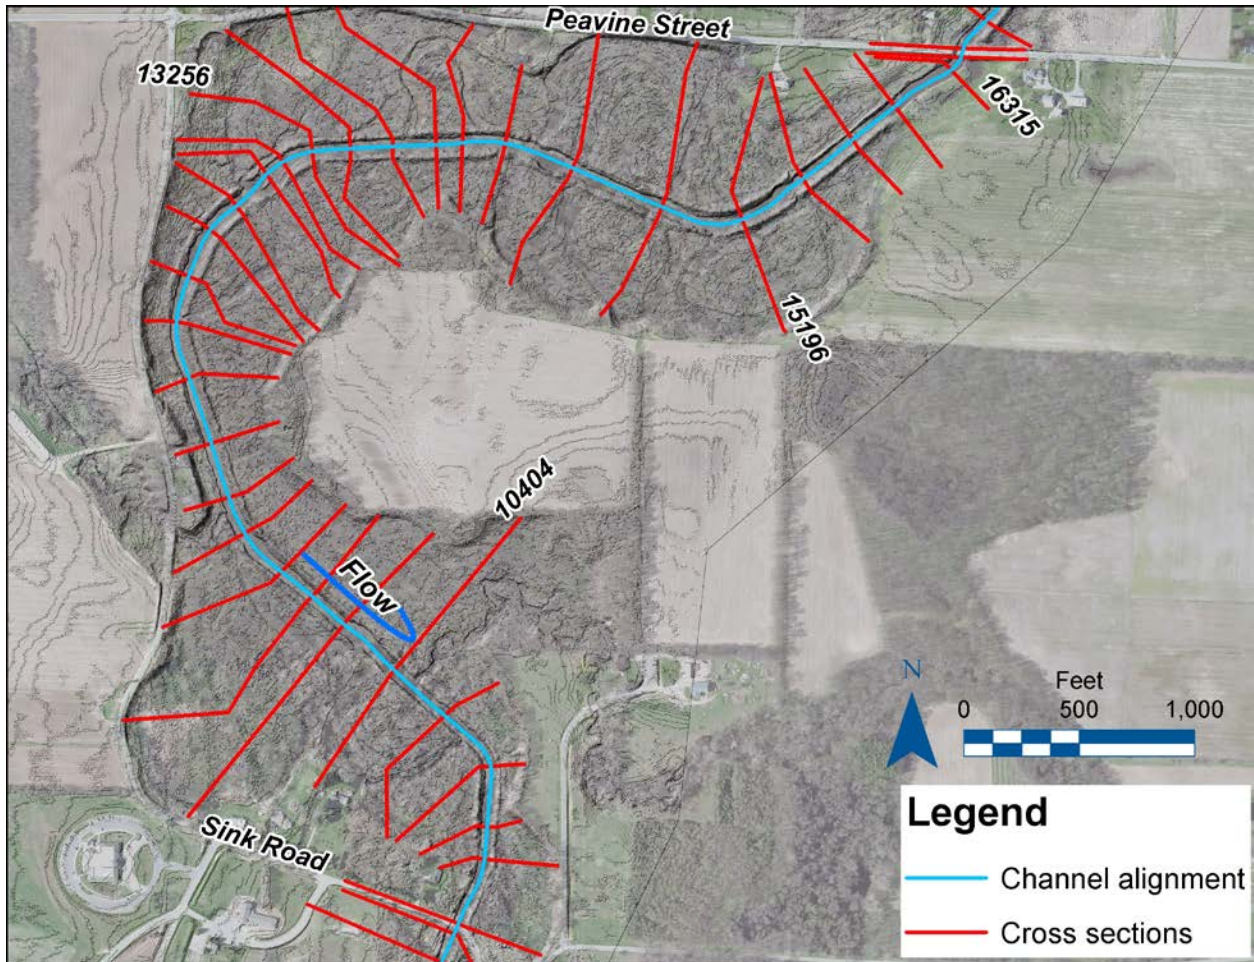 Peavine Street
13256
16315
15196
10404
Flow
N
Feet
0 500 1,000
Sink Road
Legend
Channel alignment
Cross sections